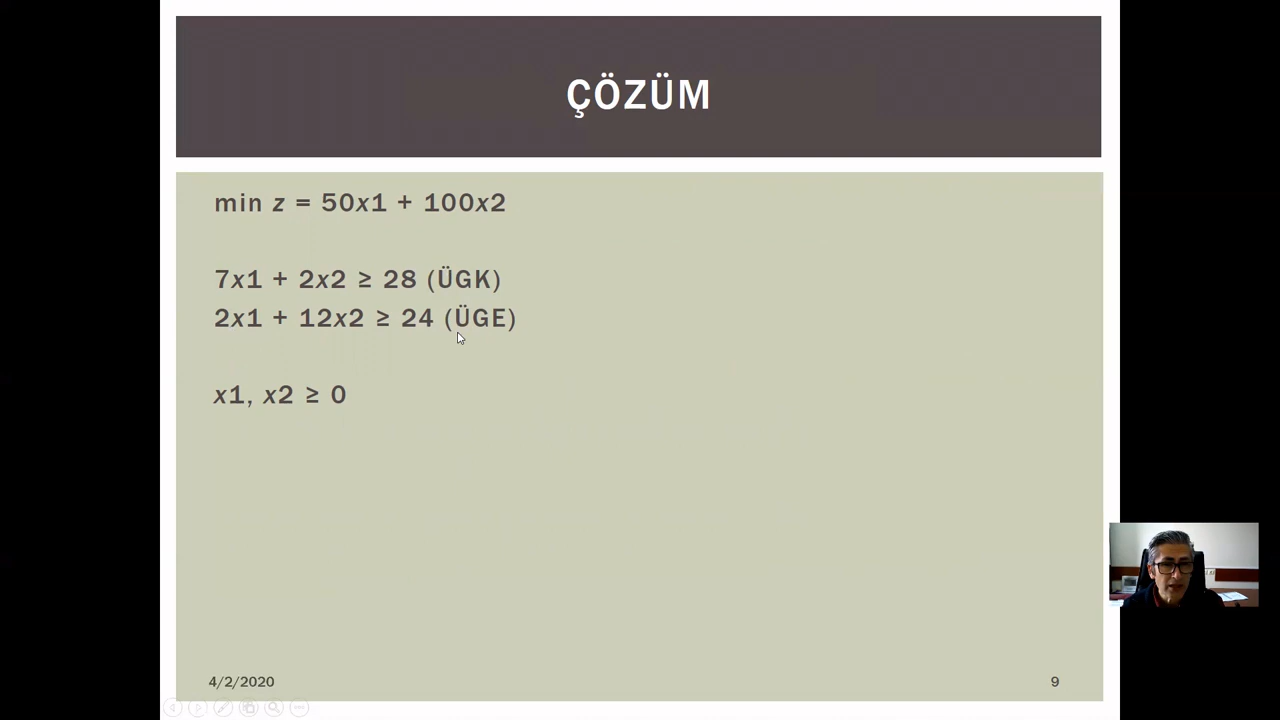 ÇÖZÜM
min z = 50x1 + 100x2
7x1 + 2x2 ≥ 28 (ÜGK)
2x1 + 12x2 ≥ 24 (ÜGE)
x1, x2 ≥ 0
4/2/2020
9